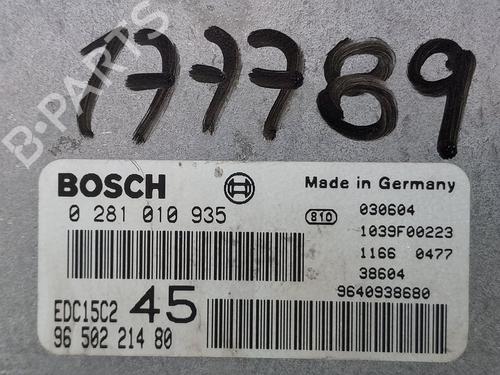 177789
B-PARTS
BOSCH
Made in Germany
0 281 010 935
810
030604
1039F00223
1166 0477
38604
9640938680
EDC15C2 45
96 502 214 80